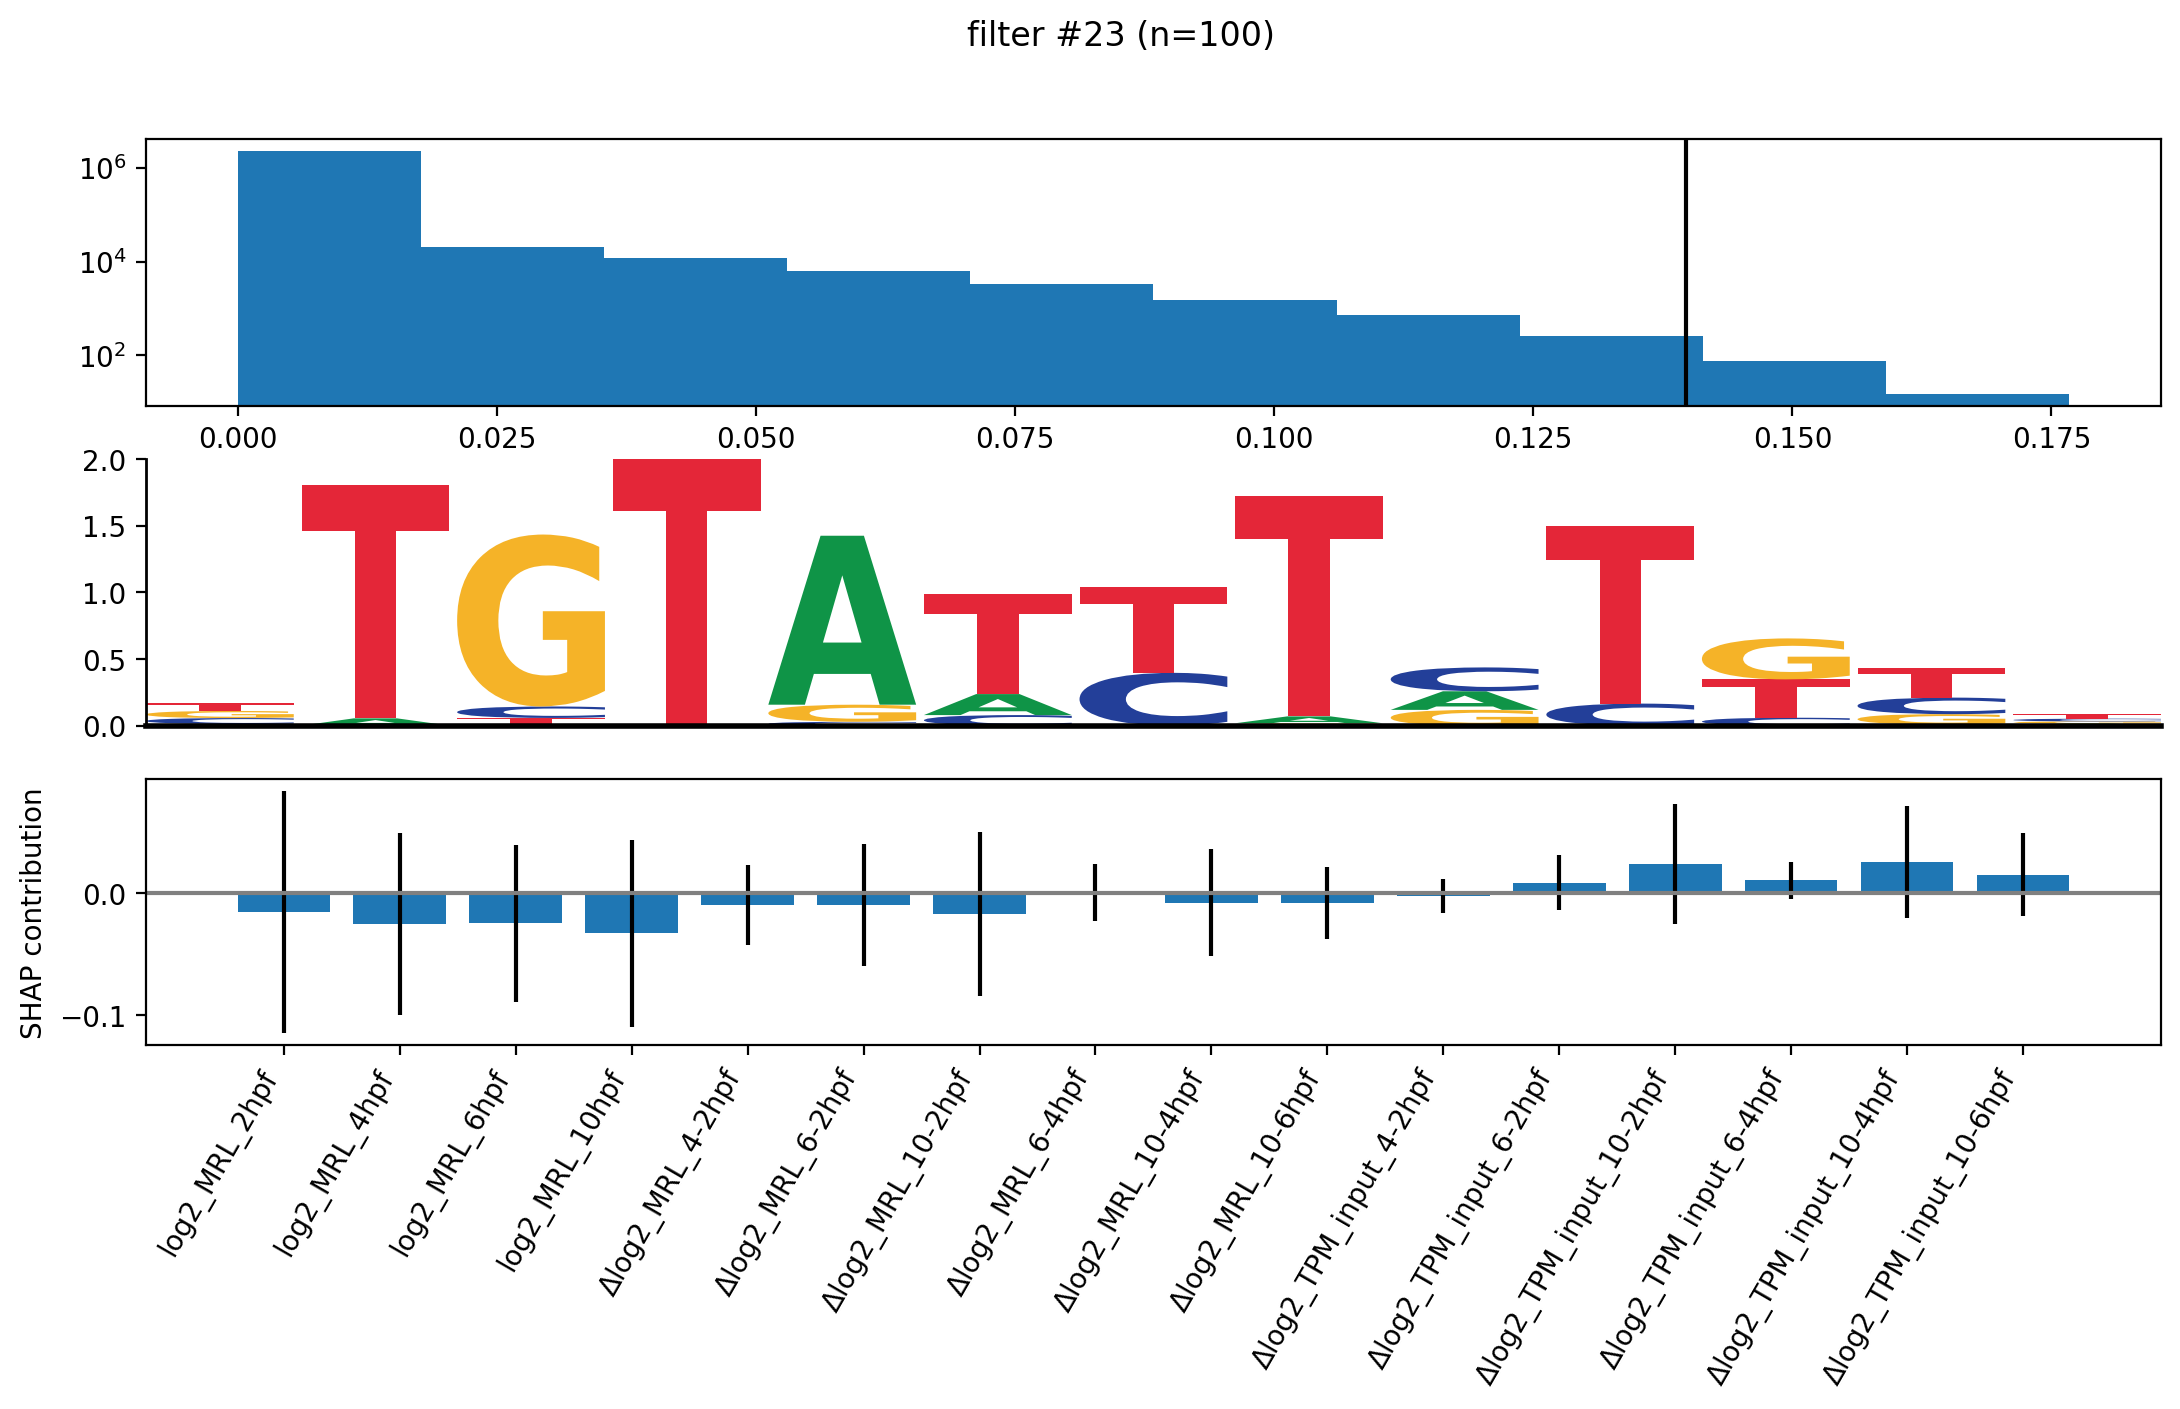 filter #23 (n=100)
10^6
10^4
10^2
0.000 0.025 0.050 0.075 0.100 0.125 0.150 0.175
2.0
1.5
1.0
0.5
0.0
T G C
T A
G C T
T
A G C
T A C
T C
T A
C A G
T C
G T C
T C G
T C G
SHAP contribution
0.0
−0.1
log2_MRL_2hpf
log2_MRL_4hpf
log2_MRL_6hpf
log2_MRL_10hpf
Δlog2_MRL_4-2hpf
Δlog2_MRL_6-2hpf
Δlog2_MRL_10-2hpf
Δlog2_MRL_6-4hpf
Δlog2_MRL_10-4hpf
Δlog2_MRL_10-6hpf
Δlog2_TPM_input_4-2hpf
Δlog2_TPM_input_6-2hpf
Δlog2_TPM_input_10-2hpf
Δlog2_TPM_input_6-4hpf
Δlog2_TPM_input_10-4hpf
Δlog2_TPM_input_10-6hpf